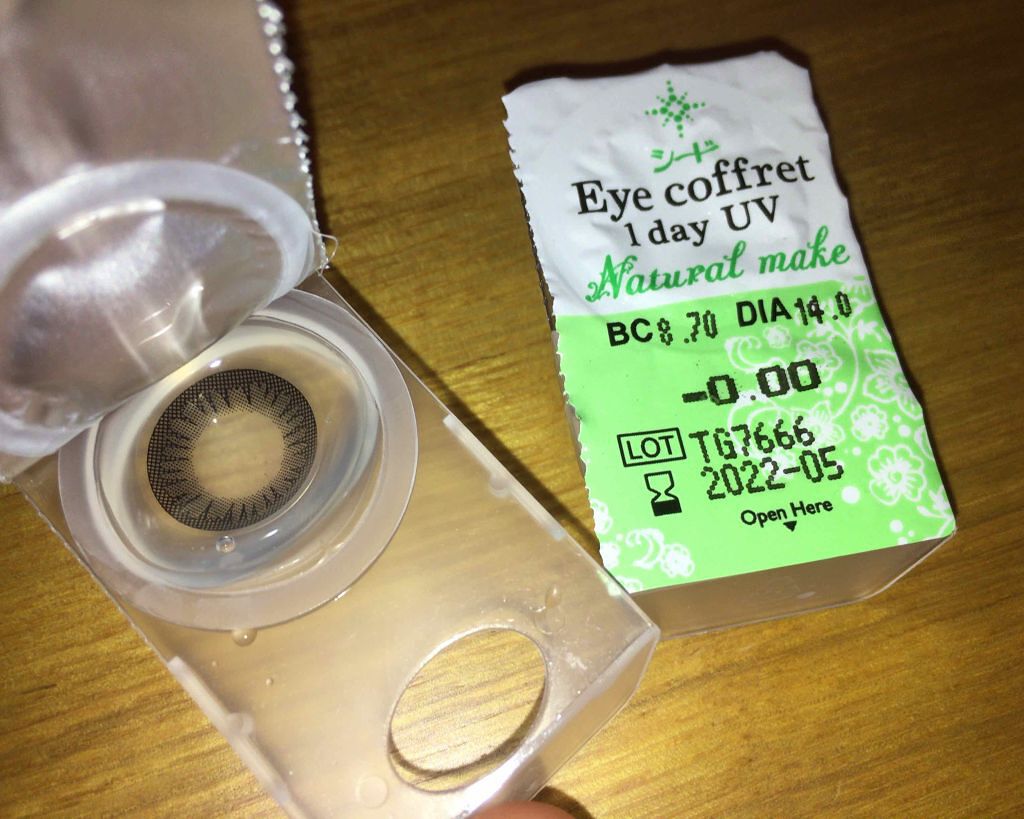 シード
Eye coffret
1 day UV
Natural make
BC 8.70 DIA 14.0
-0.00
LOT TG7666
2022-05
Open Here